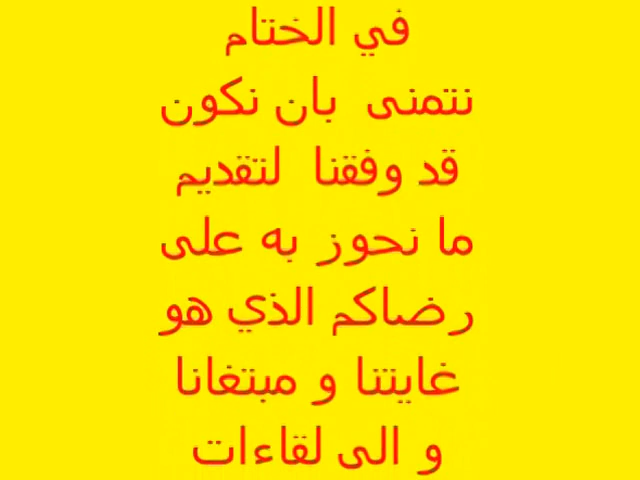 في الختام
نتمنى بان نكون
قد وفقنا لتقديم
ما نحوز به على
رضاكم الذي هو
غايتنا و مبتغانا
و الى لقاءات